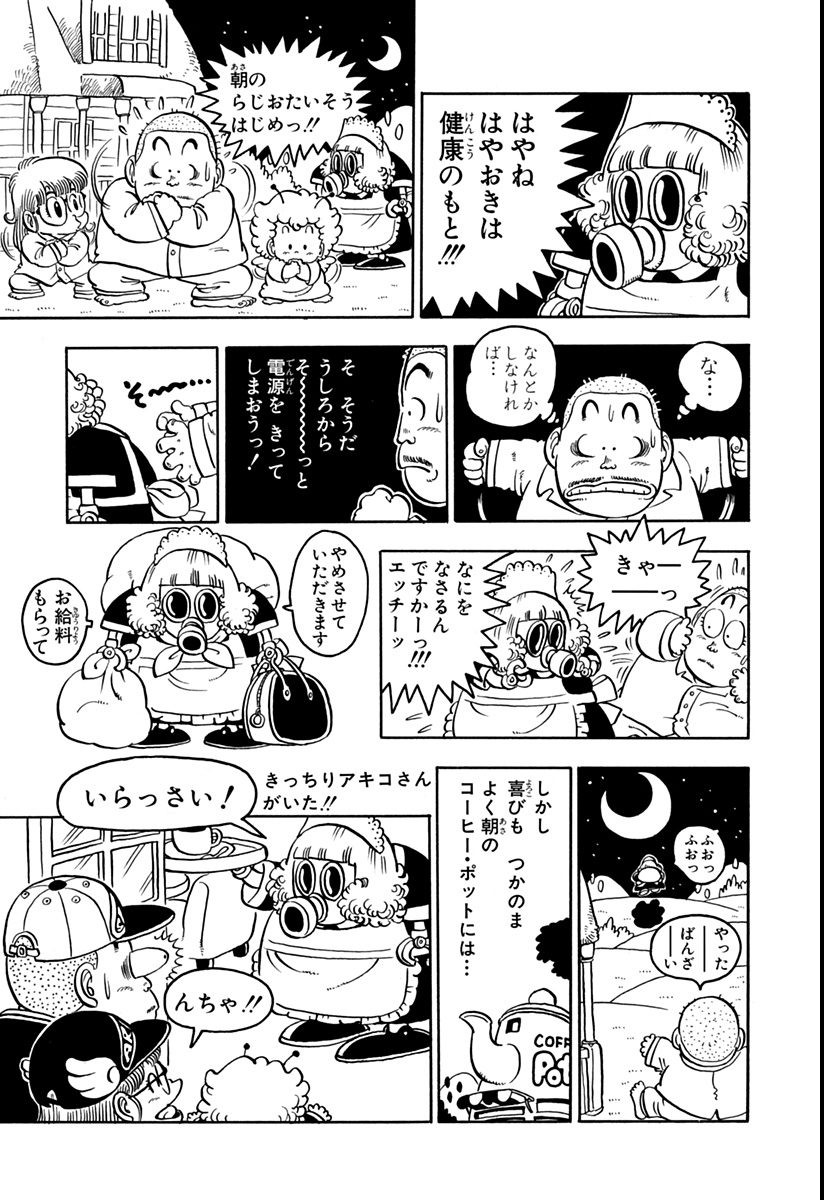 はやね
はやおきは
健康のもと!!!
朝の
らじおたいそう
はじめっ!!
な…
なんとか
しなけれ
ば…
そ そうだ
うしろから
そ〜〜〜〜っと
電源を きって
しまおうっ!
そ〜……
きゃー
ーーっ
なにを
なさるん
ですかーっ!!!
エッチーッ
やめさせて
いただきます
お給料
もらって
ふおっ
ふおっ
やった
ばんざ
ーい
しかし
喜びも つかのま
よく朝の
コーヒー・ポットには…
COFF
Pot
きっちりアキコさん
がいた!!
いらっさい!
んちゃ!!